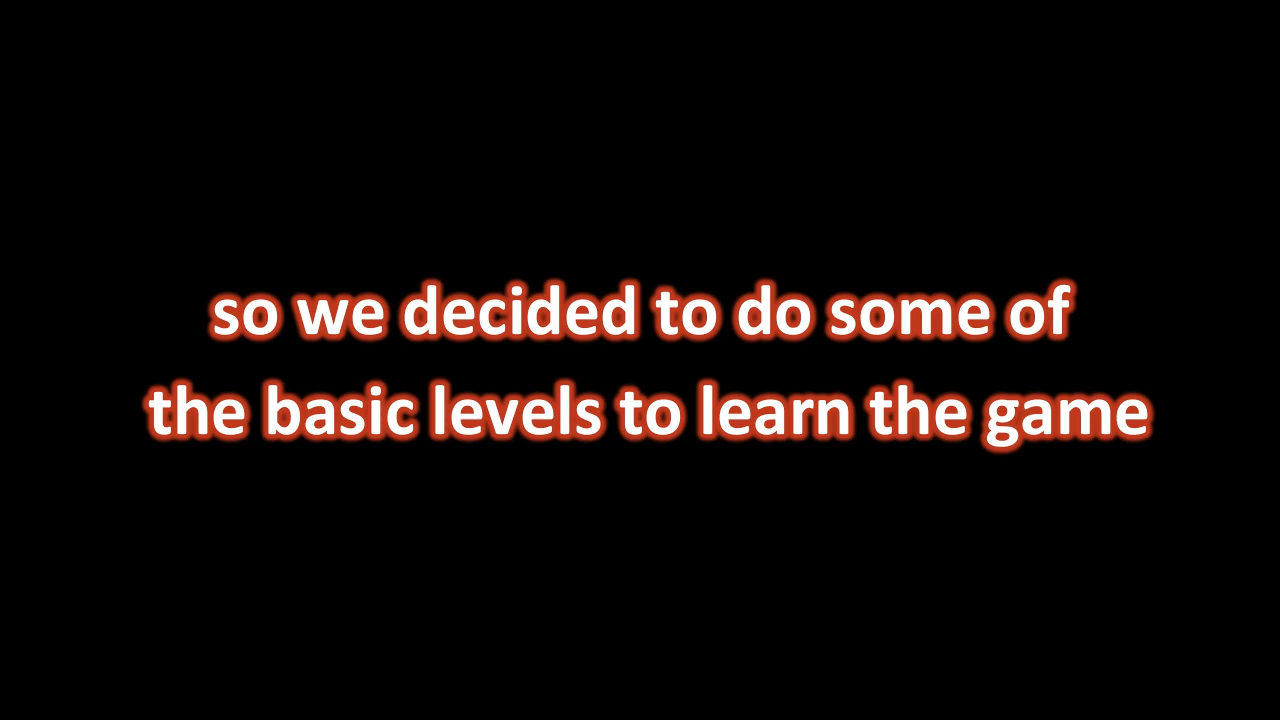 so we decided to do some of
the basic levels to learn the game